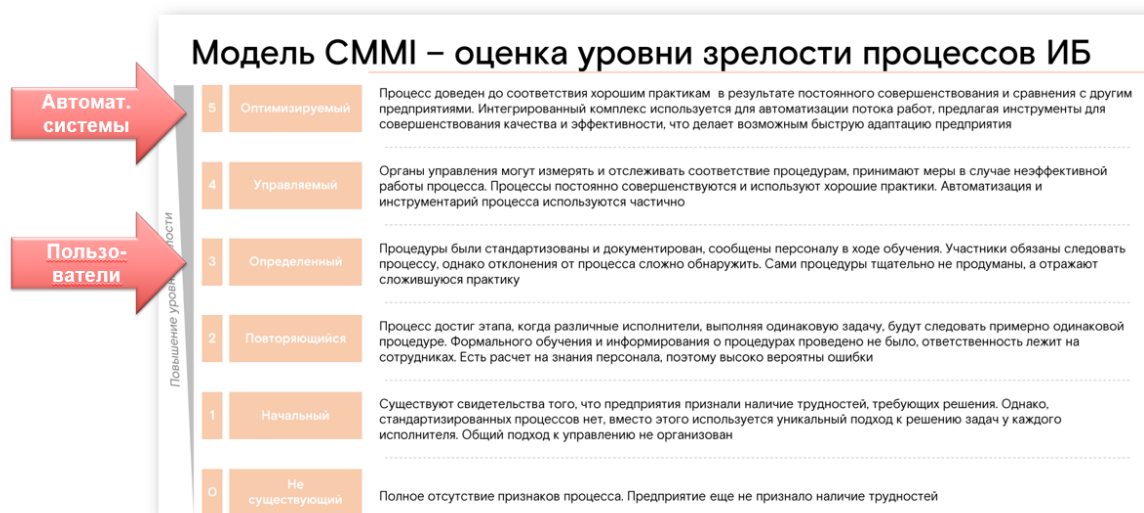 Модель CMMI – оценка уровни зрелости процессов ИБ
Автомат.
системы
5
Оптимизируемый
Процесс доведен до соответствия хорошим практикам в результате постоянного совершенствования и сравнения с другим
предприятиями. Интегрированный комплекс используется для автоматизации потока работ, предлагая инструменты для
совершенствования качества и эффективности, что делает возможным быструю адаптацию предприятия
4
Управляемый
Органы управления могут измерять и отслеживать соответствие процедурам, принимают меры в случае неэффективной
работы процесса. Процессы постоянно совершенствуются и используют хорошие практики. Автоматизация и
инструментарий процесса используются частично
Пользо-
ватели
3
Определенный
Процедуры были стандартизованы и документирован, сообщены персоналу в ходе обучения. Участники обязаны следовать
процессу, однако отклонения от процесса сложно обнаружить. Сами процедуры тщательно не продуманы, а отражают
сложившуюся практику
Повышение уровн
ости
2
Повторяющийся
Процесс достиг этапа, когда различные исполнители, выполняя одинаковую задачу, будут следовать примерно одинаковой
процедуре. Формального обучения и информирования о процедурах проведено не было, ответственность лежит на
сотрудниках. Есть расчет на знания персонала, поэтому высоко вероятны ошибки
1
Начальный
Существуют свидетельства того, что предприятия признали наличие трудностей, требующих решения. Однако,
стандартизированных процессов нет, вместо этого используется уникальный подход к решению задач у каждого
исполнителя. Общий подход к управлению не организован
0
Не
существующий
Полное отсутствие признаков процесса. Предприятие еще не признало наличие трудностей